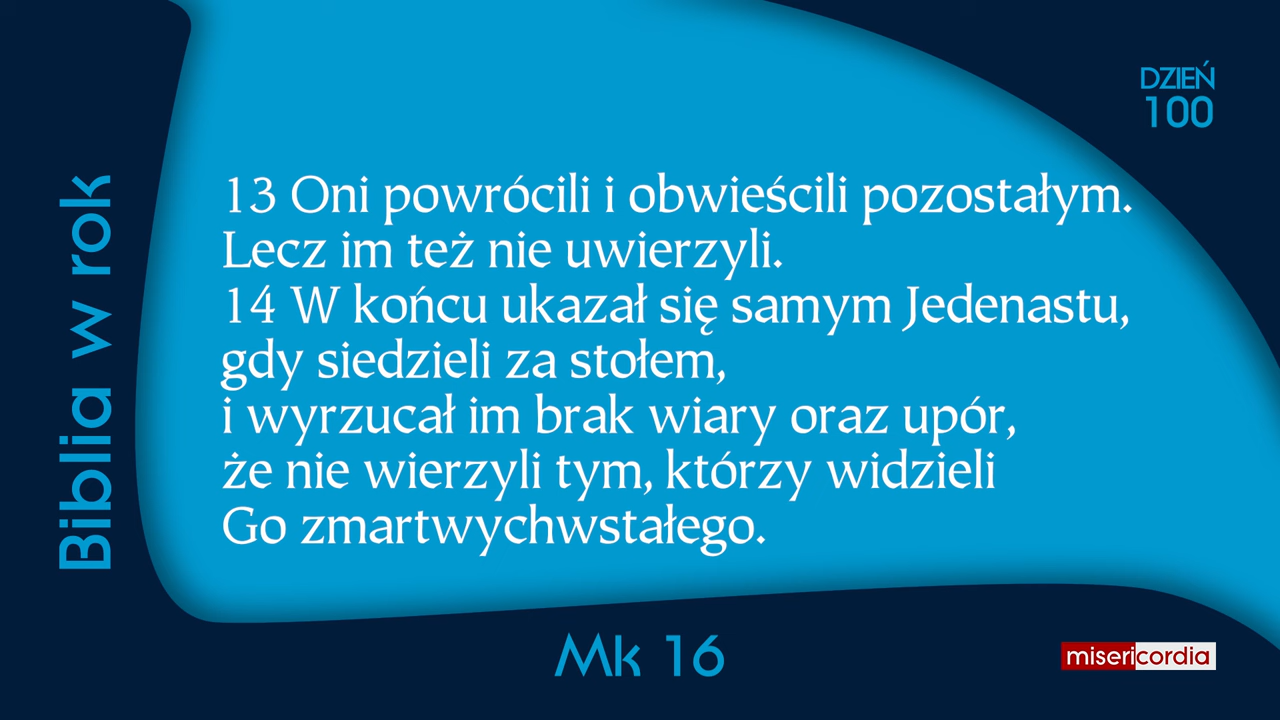 DZIEŃ
100
Biblia w rok
13 Oni powrócili i obwieścili pozostałym.
Lecz im też nie uwierzyli.
14 W końcu ukazał się samym Jedenastu,
gdy siedzieli za stołem,
i wyrzucał im brak wiary oraz upór,
że nie wierzyli tym, którzy widzieli
Go zmartwychwstałego.
Mk 16
misericordia